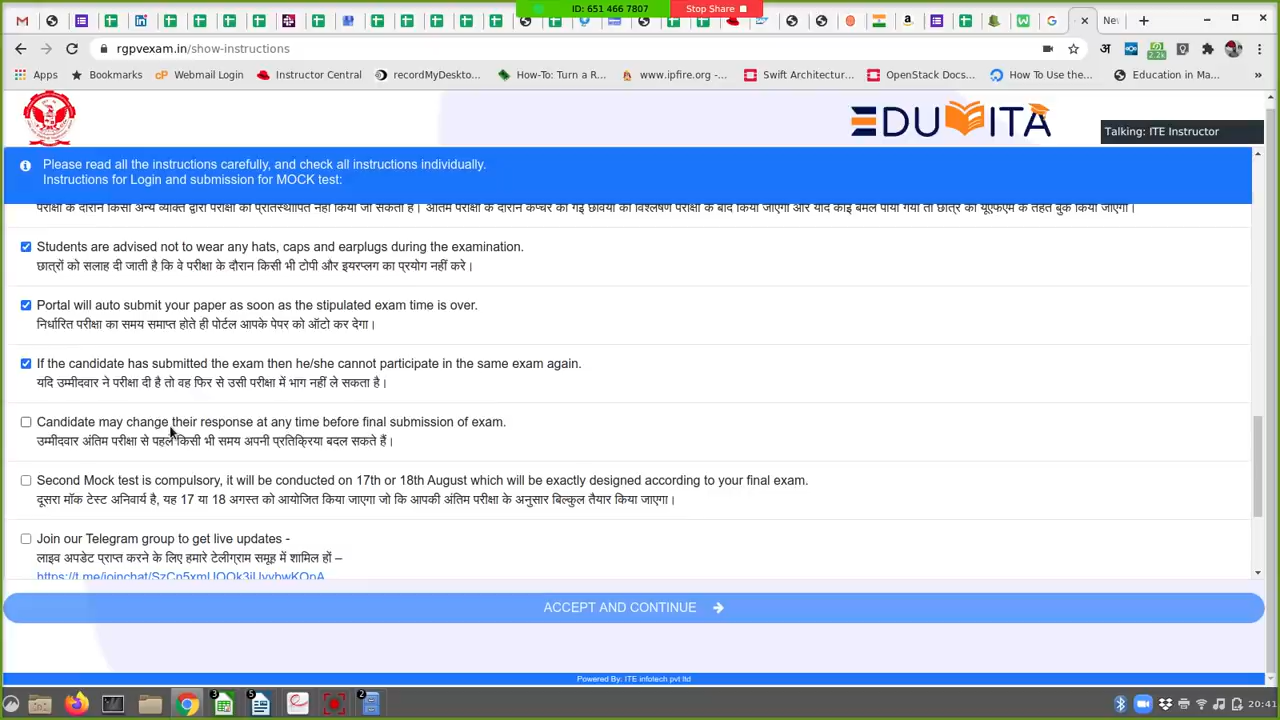 ID: 651 466 7807 Stop Share
New
rgpvexam.in/show-instructions
Apps Bookmarks Webmail Login Instructor Central recordMyDeskto... How-To: Turn a R... www.ipfire.org -... Swift Architectur... OpenStack Docs... How To Use the... Education in Ma... »
EDUVITA
Talking: ITE Instructor
Please read all the instructions carefully, and check all instructions individually.
Instructions for Login and submission for MOCK test:
Students are advised not to wear any hats, caps and earplugs during the examination.
छात्रों को सलाह दी जाती है कि वे परीक्षा के दौरान किसी भी टोपी और इयरप्लग का प्रयोग नहीं करे।
Portal will auto submit your paper as soon as the stipulated exam time is over.
निर्धारित परीक्षा का समय समाप्त होते ही पोर्टल आपके पेपर को ऑटो कर देगा।
If the candidate has submitted the exam then he/she cannot participate in the same exam again.
यदि उम्मीदवार ने परीक्षा दी है तो वह फिर से उसी परीक्षा में भाग नहीं ले सकता है।
Candidate may change their response at any time before final submission of exam.
उम्मीदवार अंतिम परीक्षा से पहले किसी भी समय अपनी प्रतिक्रिया बदल सकते हैं।
Second Mock test is compulsory, it will be conducted on 17th or 18th August which will be exactly designed according to your final exam.
दूसरा मॉक टेस्ट अनिवार्य है, यह 17 या 18 अगस्त को आयोजित किया जाएगा जो कि आपकी अंतिम परीक्षा के अनुसार बिल्कुल तैयार किया जाएगा।
Join our Telegram group to get live updates -
लाइव अपडेट प्राप्त करने के लिए हमारे टेलीग्राम समूह में शामिल हों –
ACCEPT AND CONTINUE
Powered By: ITE infotech pvt ltd
3 5 2 20:41